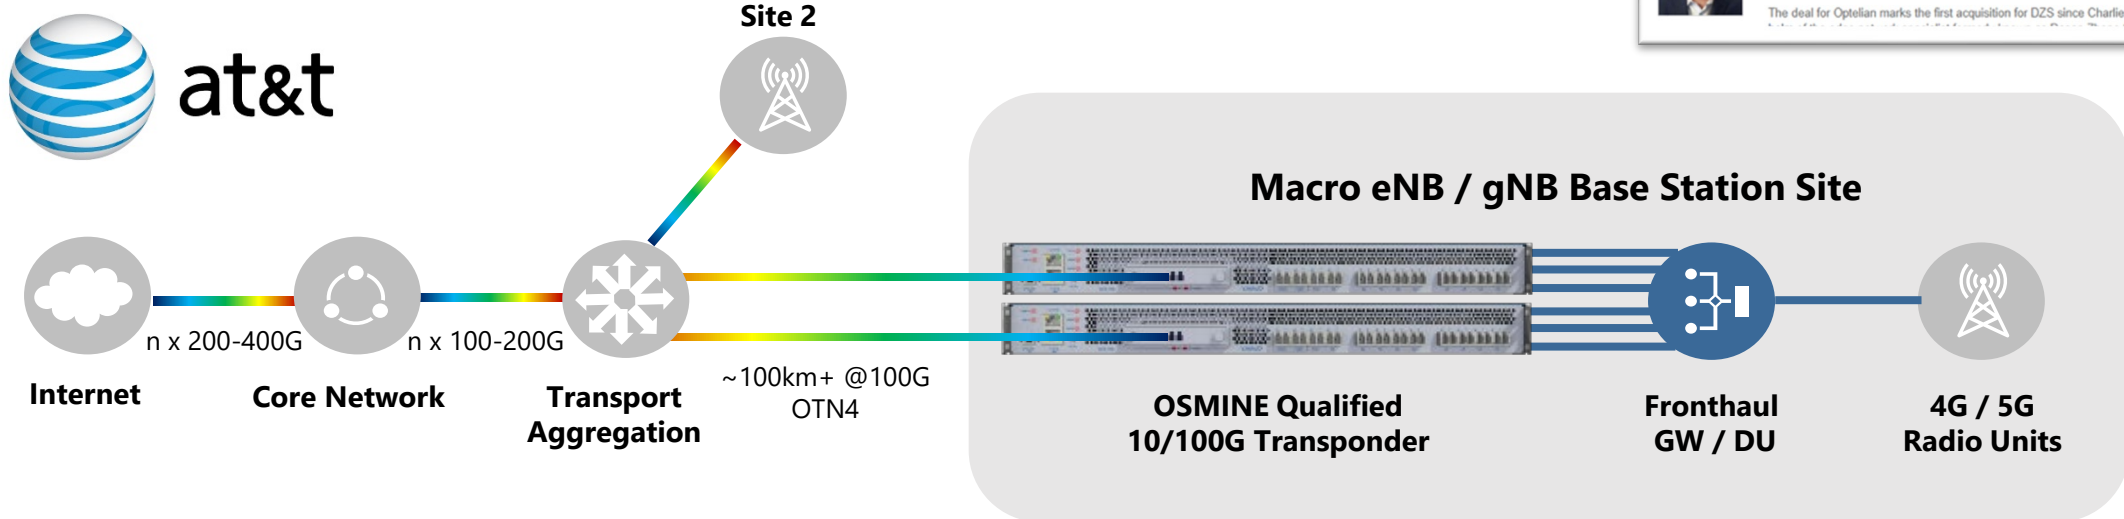 Site 2
The deal for Optelian marks the first acquisition for DZS since Charlie
at&t
Macro eNB / gNB Base Station Site
n x 200-400G
n x 100-200G
Internet
Core Network
Transport
Aggregation
~100km+ @100G
OTN4
OSMINE Qualified
10/100G Transponder
Fronthaul
GW / DU
4G / 5G
Radio Units